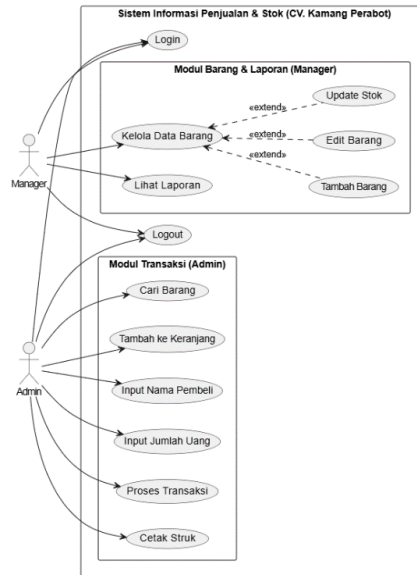 Sistem Informasi Penjualan & Stok (CV. Kamang Perabot)
Login
Modul Barang & Laporan (Manager)
Update Stok
«extend»
Kelola Data Barang
«extend»
Edit Barang
«extend»
Manager
Lihat Laporan
Tambah Barang
Logout
Modul Transaksi (Admin)
Cari Barang
Tambah ke Keranjang
Admin
Input Nama Pembeli
Input Jumlah Uang
Proses Transaksi
Cetak Struk